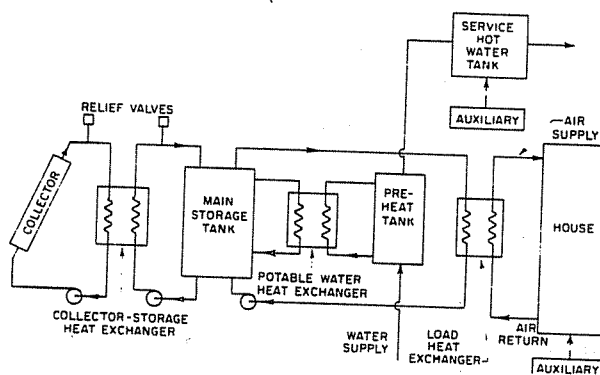 SERVICE
HOT
WATER
TANK
AUXILIARY
AIR
SUPPLY
RELIEF VALVES
COLLECTOR
MAIN
STORAGE
TANK
PRE-
HEAT
TANK
HOUSE
POTABLE WATER
HEAT EXCHANGER
COLLECTOR-STORAGE
HEAT EXCHANGER
WATER
SUPPLY
LOAD
HEAT
EXCHANGER
AIR
RETURN
AUXILIARY